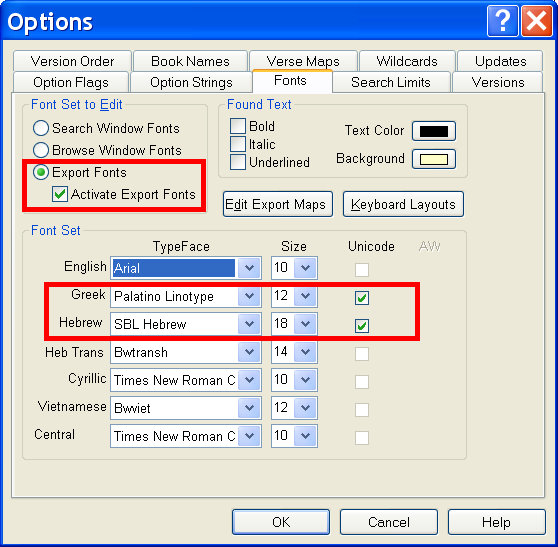 Options
Version Order Book Names Verse Maps Wildcards Updates
Option Flags Option Strings Fonts Search Limits Versions
Font Set to Edit
Search Window Fonts
Browse Window Fonts
Export Fonts
Activate Export Fonts
Found Text
Bold
Italic
Underlined
Text Color
Background
Edit Export Maps Keyboard Layouts
Font Set
TypeFace Size Unicode AW
English Arial 10
Greek Palatino Linotype 12
Hebrew SBL Hebrew 18
Heb Trans Bwtransh 14
Cyrillic Times New Roman C 10
Vietnamese Bwviet 12
Central Times New Roman C 10
OK Cancel Help